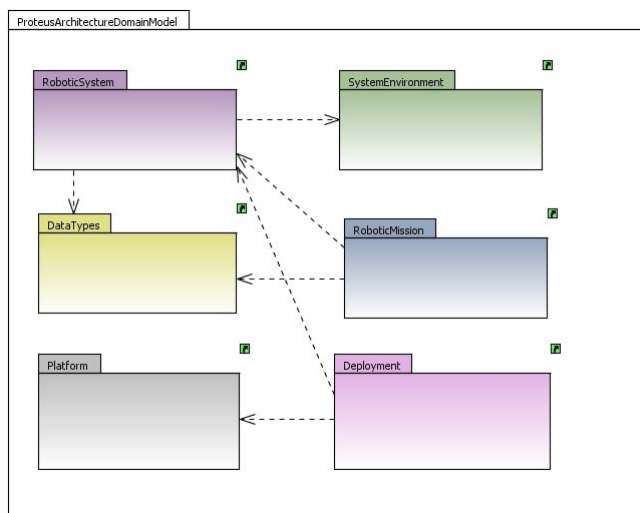 ProteusArchitectureDomainModel
RoboticSystem
SystemEnvironment
DataTypes
RoboticMission
Platform
Deployment